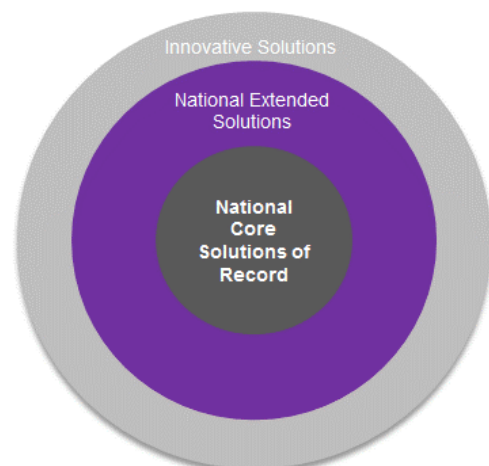 Innovative Solutions
National Extended
Solutions
National
Core
Solutions of
Record